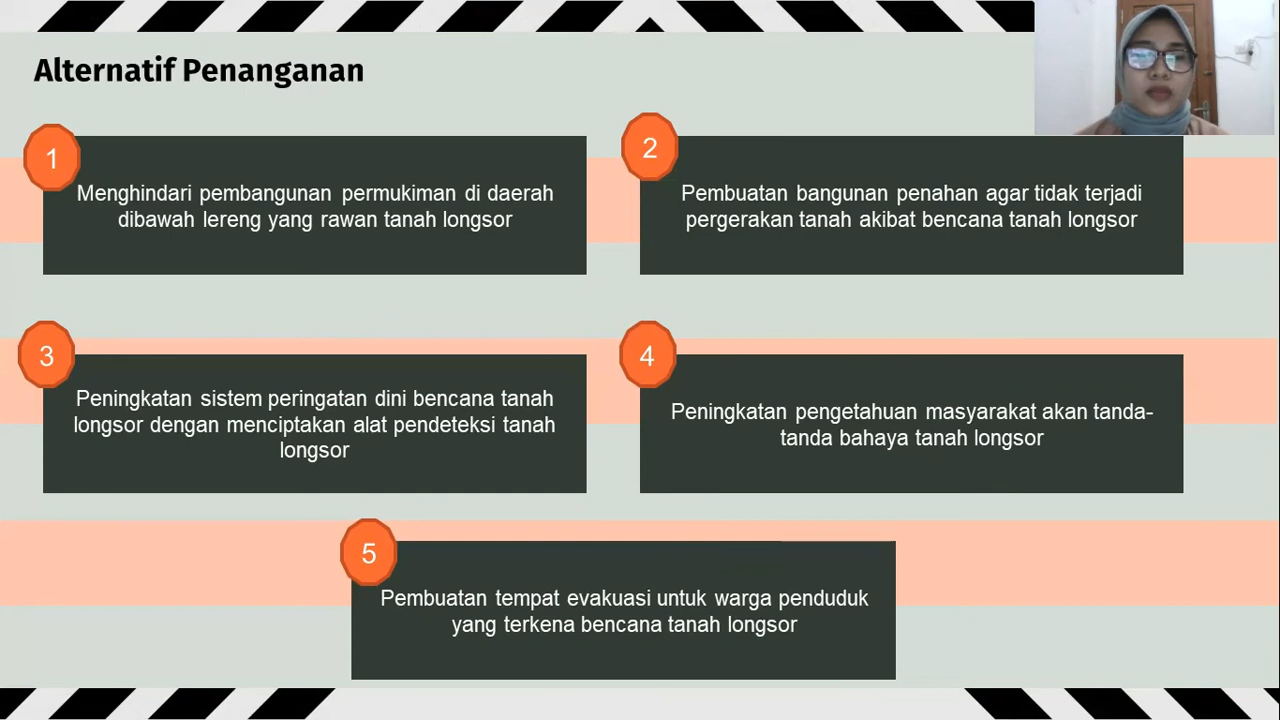 Alternatif Penanganan
1
Menghindari pembangunan permukiman di daerah
dibawah lereng yang rawan tanah longsor
2
Pembuatan bangunan penahan agar tidak terjadi
pergerakan tanah akibat bencana tanah longsor
3
Peningkatan sistem peringatan dini bencana tanah
longsor dengan menciptakan alat pendeteksi tanah
longsor
4
Peningkatan pengetahuan masyarakat akan tanda-
tanda bahaya tanah longsor
5
Pembuatan tempat evakuasi untuk warga penduduk
yang terkena bencana tanah longsor